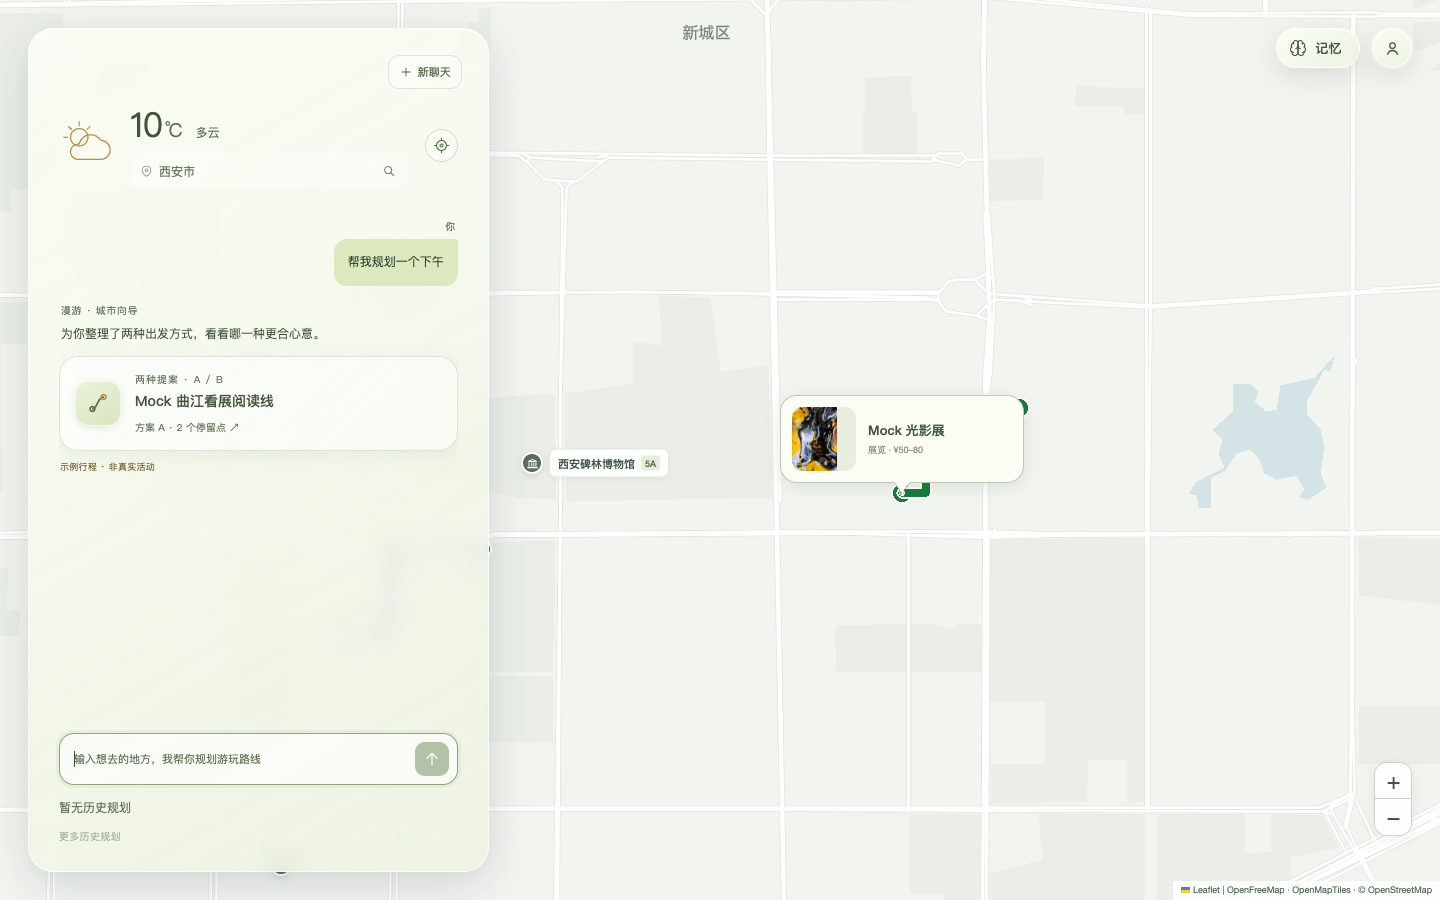 新聊天
10°C 多云
西安市
你
帮我规划一个下午
漫游 · 城市向导
为你整理了两种出发方式，看看哪一种更合心意。
两种提案 · A / B
Mock 曲江看展阅读线
方案 A · 2 个停留点 ↗
示例行程 · 非真实活动
输入想去的地方，我帮你规划游玩路线
暂无历史规划
更多历史规划
新城区
西安碑林博物馆 5A
Mock 光影展
展览 · ¥50–80
记忆
+
−
Leaflet | OpenFreeMap · OpenMapTiles · © OpenStreetMap